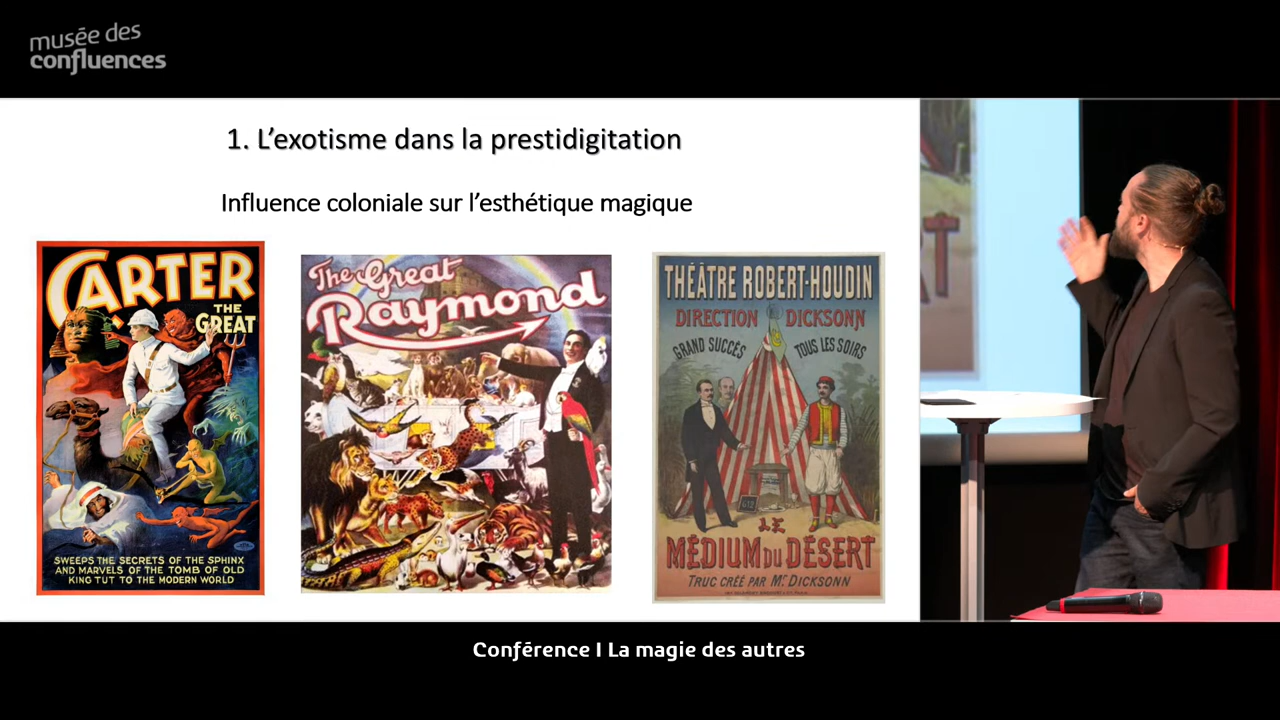 musée des
confluences
1. L'exotisme dans la prestidigitation
Influence coloniale sur l'esthétique magique
CARTER
THE
GREAT
SWEEPS THE SECRETS OF THE SPHINX
AND MARVELS OF THE TOMB OF OLD
KING TUT TO THE MODERN WORLD
The Great
Raymond
THÉÂTRE ROBERT-HOUDIN
DIRECTION DICKSONN
GRAND SUCCÈS TOUS LES SOIRS
LE
MÉDIUM DU DÉSERT
TRUC CRÉÉ PAR Mr DICKSONN
Conférence I La magie des autres